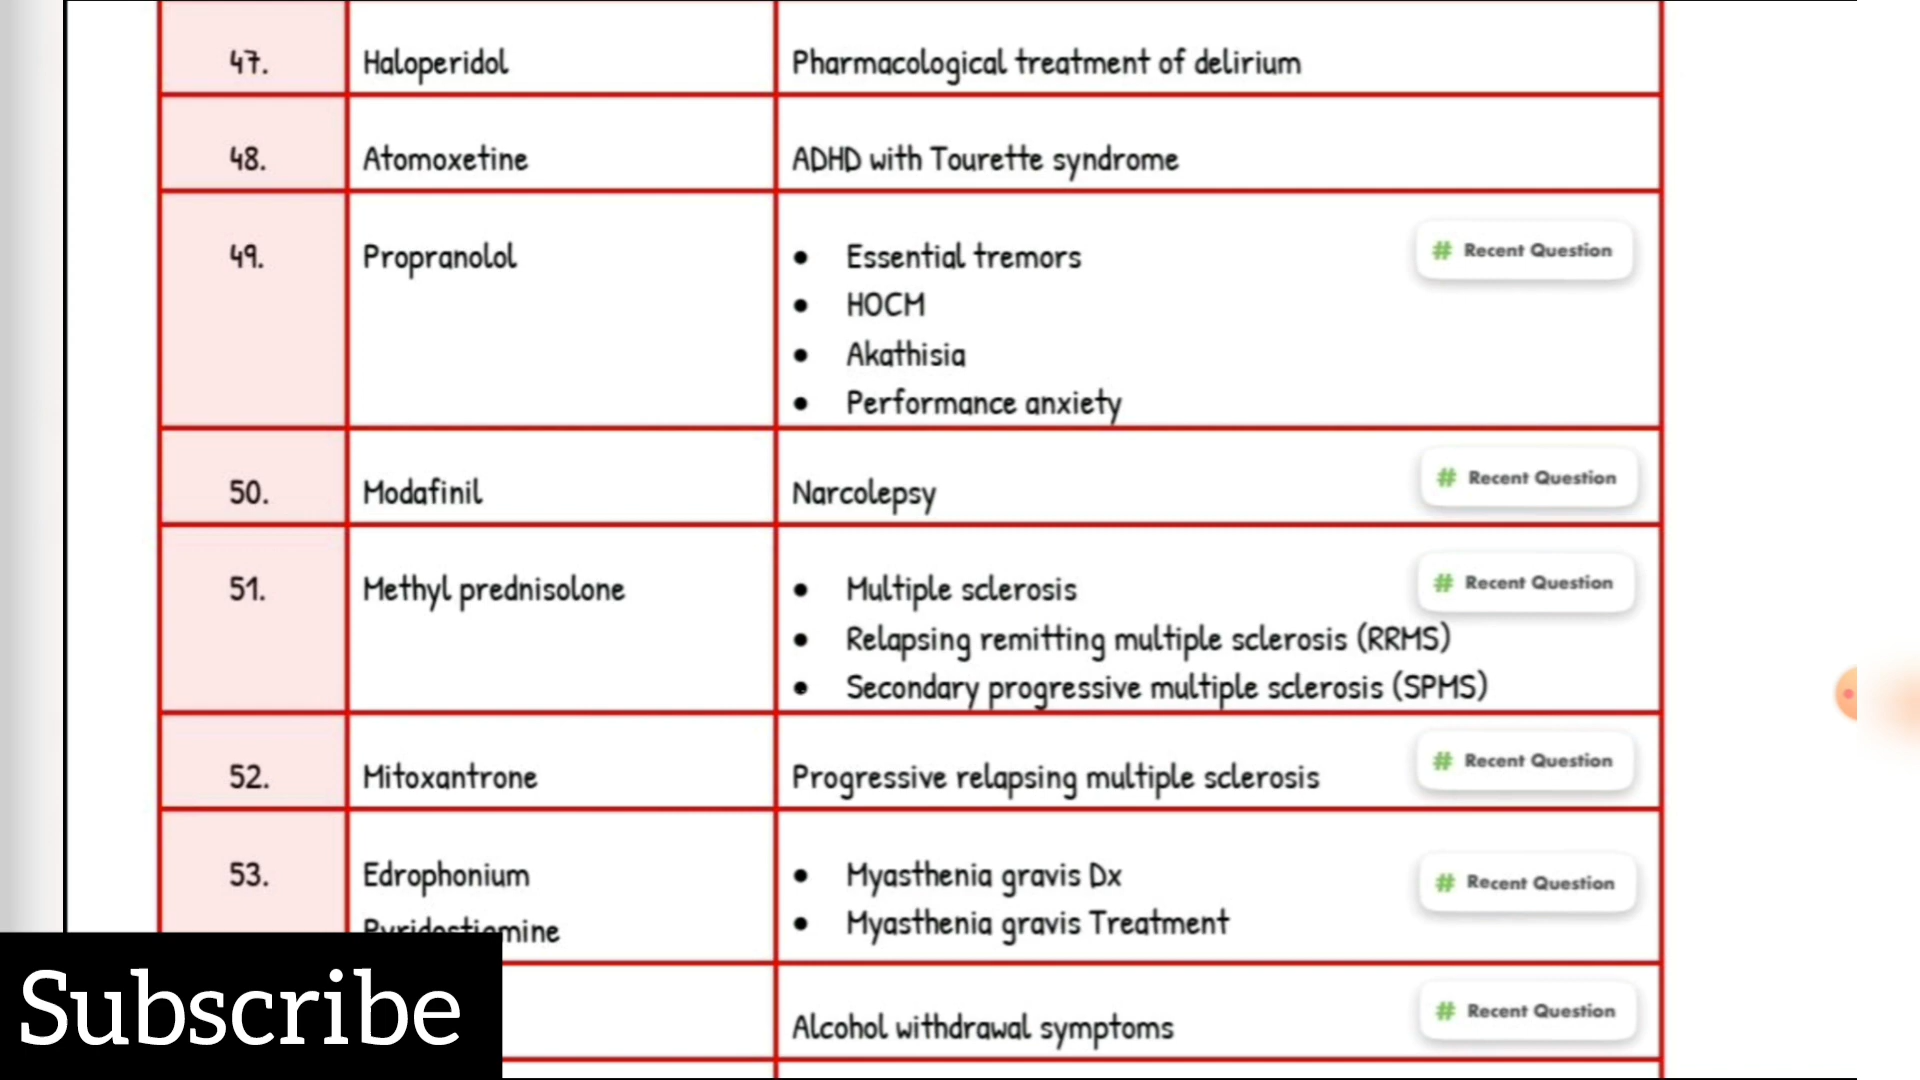 47. Haloperidol Pharmacological treatment of delirium
48. Atomoxetine ADHD with Tourette syndrome
49. Propranolol • Essential tremors # Recent Question
• HOCM
• Akathisia
• Performance anxiety
50. Modafinil Narcolepsy # Recent Question
51. Methyl prednisolone • Multiple sclerosis # Recent Question
• Relapsing remitting multiple sclerosis (RRMS)
• Secondary progressive multiple sclerosis (SPMS)
52. Mitoxantrone Progressive relapsing multiple sclerosis # Recent Question
53. Edrophonium • Myasthenia gravis Dx # Recent Question
Pyridostigmine • Myasthenia gravis Treatment
Alcohol withdrawal symptoms # Recent Question
Subscribe